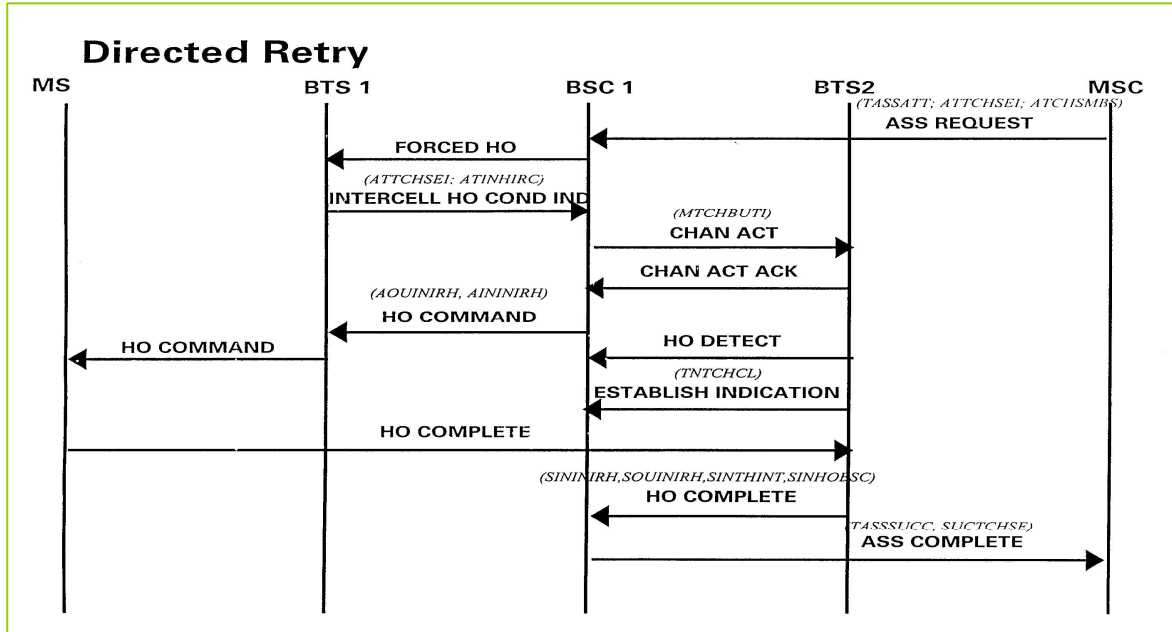 Directed Retry
MS BTS 1 BSC 1 BTS2 MSC
(TASSATT; ATTCHSEI; ATCHSMBS)
ASS REQUEST
FORCED HO
(ATTCHSEI; ATINHIRC)
INTERCELL HO COND IND
(MTCHBUTI)
CHAN ACT
CHAN ACT ACK
(AOUINIRH, AININIRH)
HO COMMAND
HO COMMAND
HO DETECT
(TNTCHCL)
ESTABLISH INDICATION
HO COMPLETE
(SININIRH,SOUINIRH,SINTHINT,SINHOBSC)
HO COMPLETE
(TASSSUCC, SUCTCHSE)
ASS COMPLETE